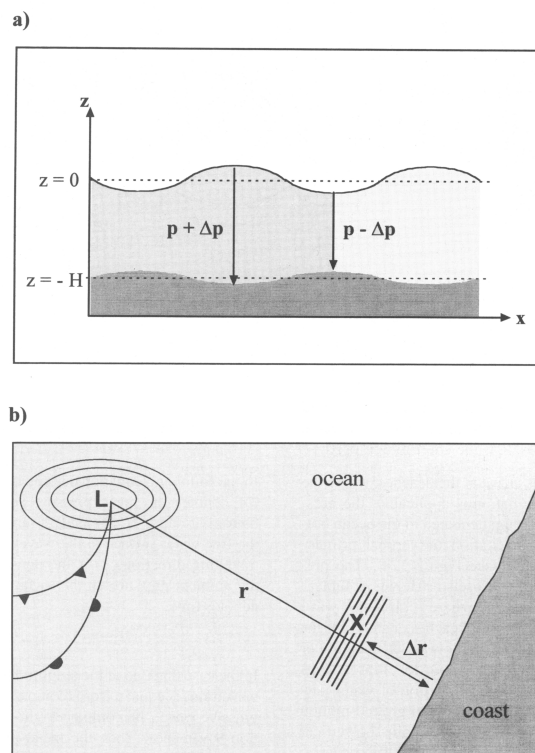 a)
z
z = 0
p + Δp
p - Δp
z = - H
x
b)
ocean
L
r
X
Δr
coast